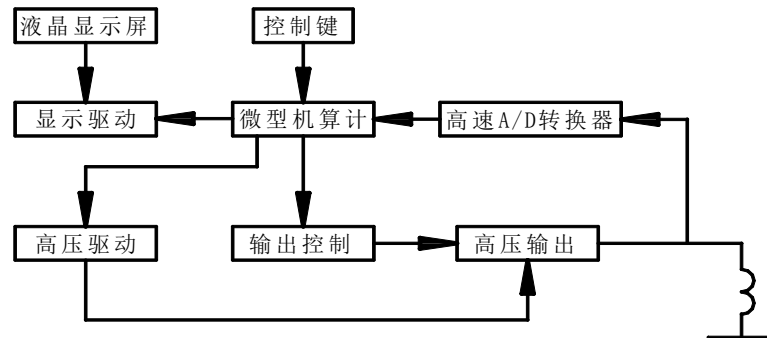 液晶显示屏
控制键
显示驱动
微型机算计
高速A/D转换器
高压驱动
输出控制
高压输出